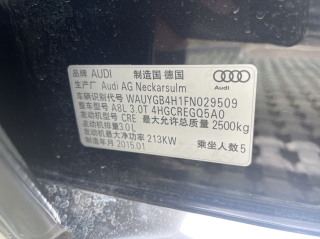 品牌 AUDI 制造国 德国
生产厂 Audi AG Neckarsulm
Audi
车辆识别代号 WAUYGB4H1FN029509
整车型号 A8L 3.0T 4HGCREGQ5A0
发动机型号 CRE 最大允许总质量 2500kg
发动机排量3.0L
发动机最大净功率 213KW
制造年月 2015.01 乘坐人数 5